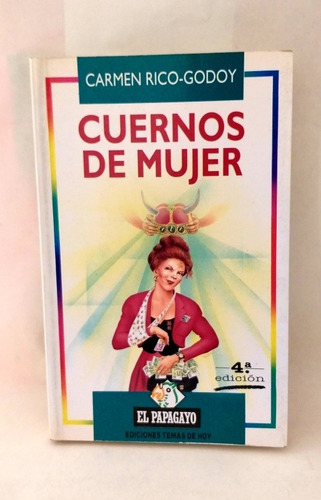 CARMEN RICO-GODOY
CUERNOS
DE MUJER
4.ª
edición
EL PAPAGAYO
EDICIONES TEMAS DE HOY